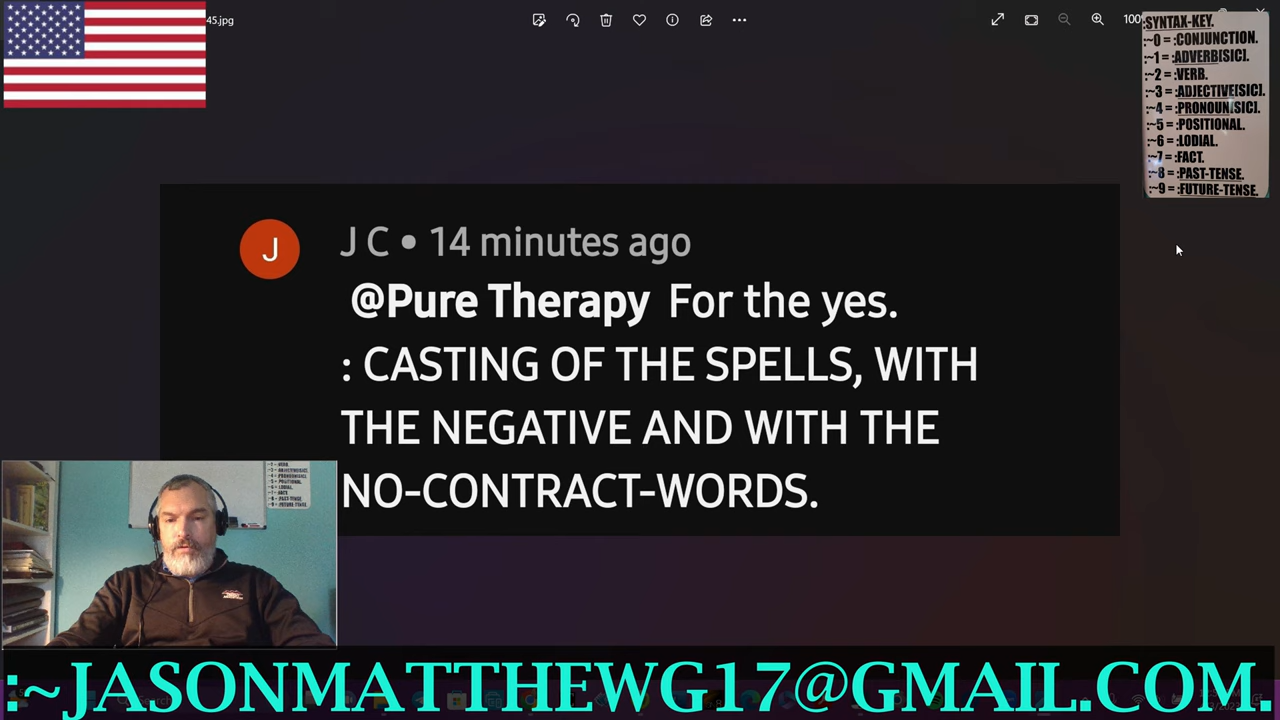 45.jpg
100
:SYNTAX-KEY.
:~0 = :CONJUNCTION.
:~1 = :ADVERB[SIC].
:~2 = :VERB.
:~3 = :ADJECTIVE[SIC].
:~4 = :PRONOUN[SIC].
:~5 = :POSITIONAL.
:~6 = :LODIAL.
:~7 = :FACT.
:~8 = :PAST-TENSE.
:~9 = :FUTURE-TENSE.
J
J C • 14 minutes ago
@Pure Therapy For the yes.
: CASTING OF THE SPELLS, WITH
THE NEGATIVE AND WITH THE
NO-CONTRACT-WORDS.
:~JASONMATTHEWG17@GMAIL.COM.